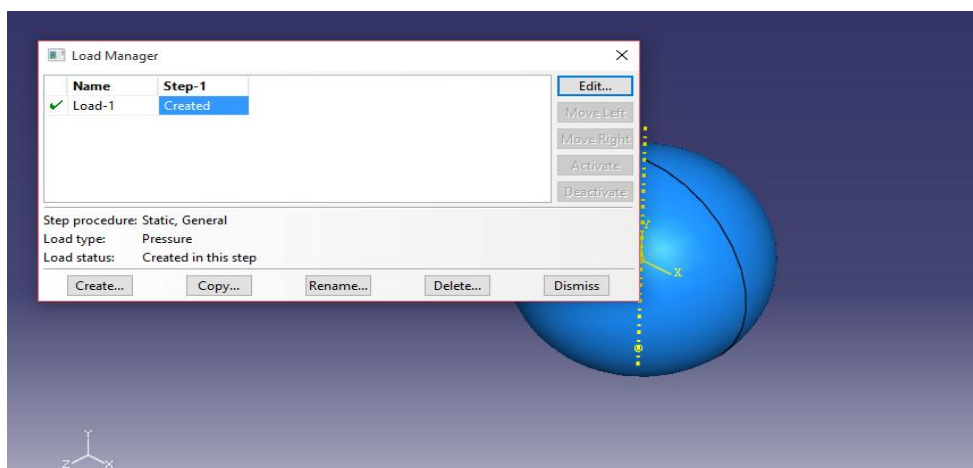 Load Manager
Name Step-1
Load-1 Created
Edit...
Move Left
Move Right
Activate
Deactivate
Step procedure: Static, General
Load type: Pressure
Load status: Created in this step
Create... Copy... Rename... Delete... Dismiss
Y
X
Y
Z X